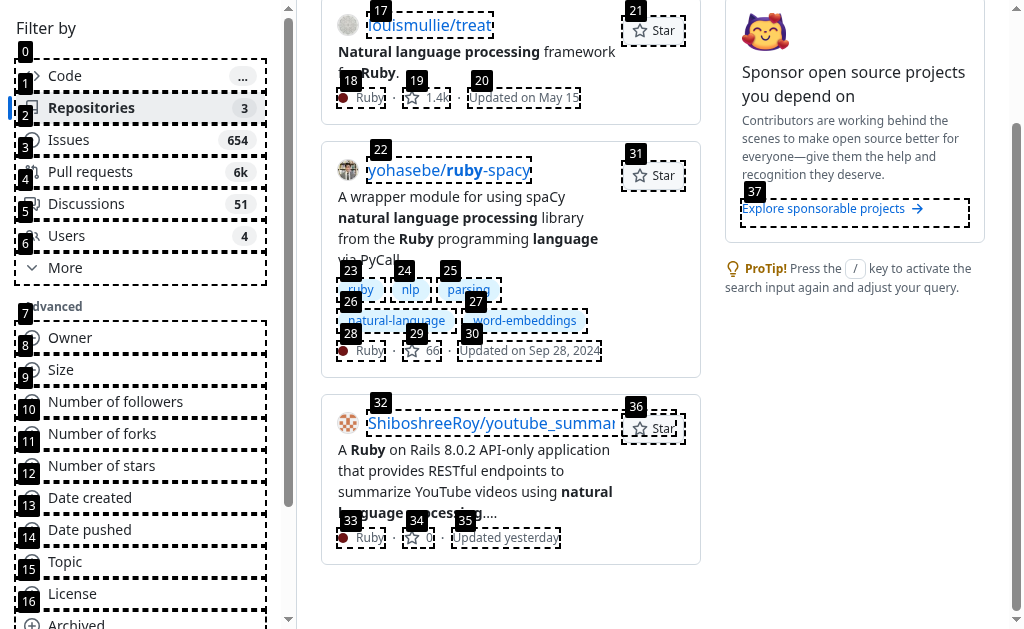 Filter by
0
Code
...
1
Repositories
3
2
Issues
654
3
Pull requests
6k
4
Discussions
51
5
Users
4
6
More
Advanced
7
Owner
8
Size
9
Number of followers
10
Number of forks
11
Number of stars
12
Date created
13
Date pushed
14
Topic
15
License
16
Archived
17
louismullie/treat
21
Star
Natural language processing framework
for Ruby.
18
19
20
Ruby · 1.4k · Updated on May 15
22
yohasebe/ruby-spacy
31
Star
A wrapper module for using spaCy
natural language processing library
from the Ruby programming language
via PyCall
23
24
25
ruby nlp parsing
26
27
natural-language word-embeddings
28
29
30
Ruby · 66 · Updated on Sep 28, 2024
32
ShiboshreeRoy/youtube_summar
36
Star
A Ruby on Rails 8.0.2 API-only application
that provides RESTful endpoints to
summarize YouTube videos using natural
language processing....
33
34
35
Ruby · 0 · Updated yesterday
Sponsor open source projects
you depend on
Contributors are working behind the
scenes to make open source better for
everyone—give them the help and
recognition they deserve.
37
Explore sponsorable projects →
ProTip! Press the / key to activate the
search input again and adjust your query.